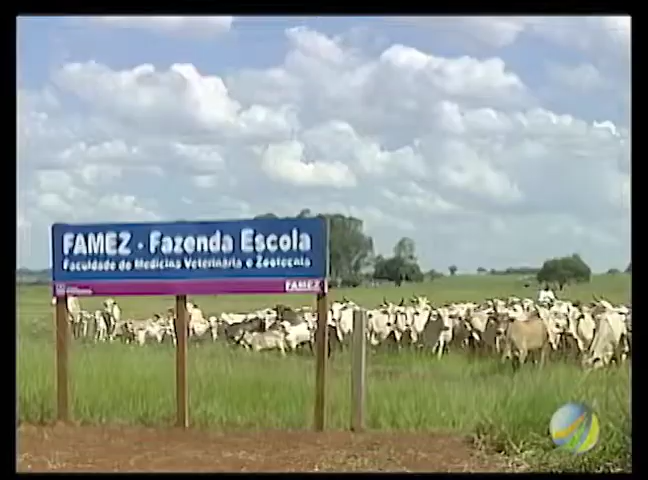 FAMEZ - Fazenda Escola
Faculdade de Medicina Veterinária e Zootecnia
FAMEZ